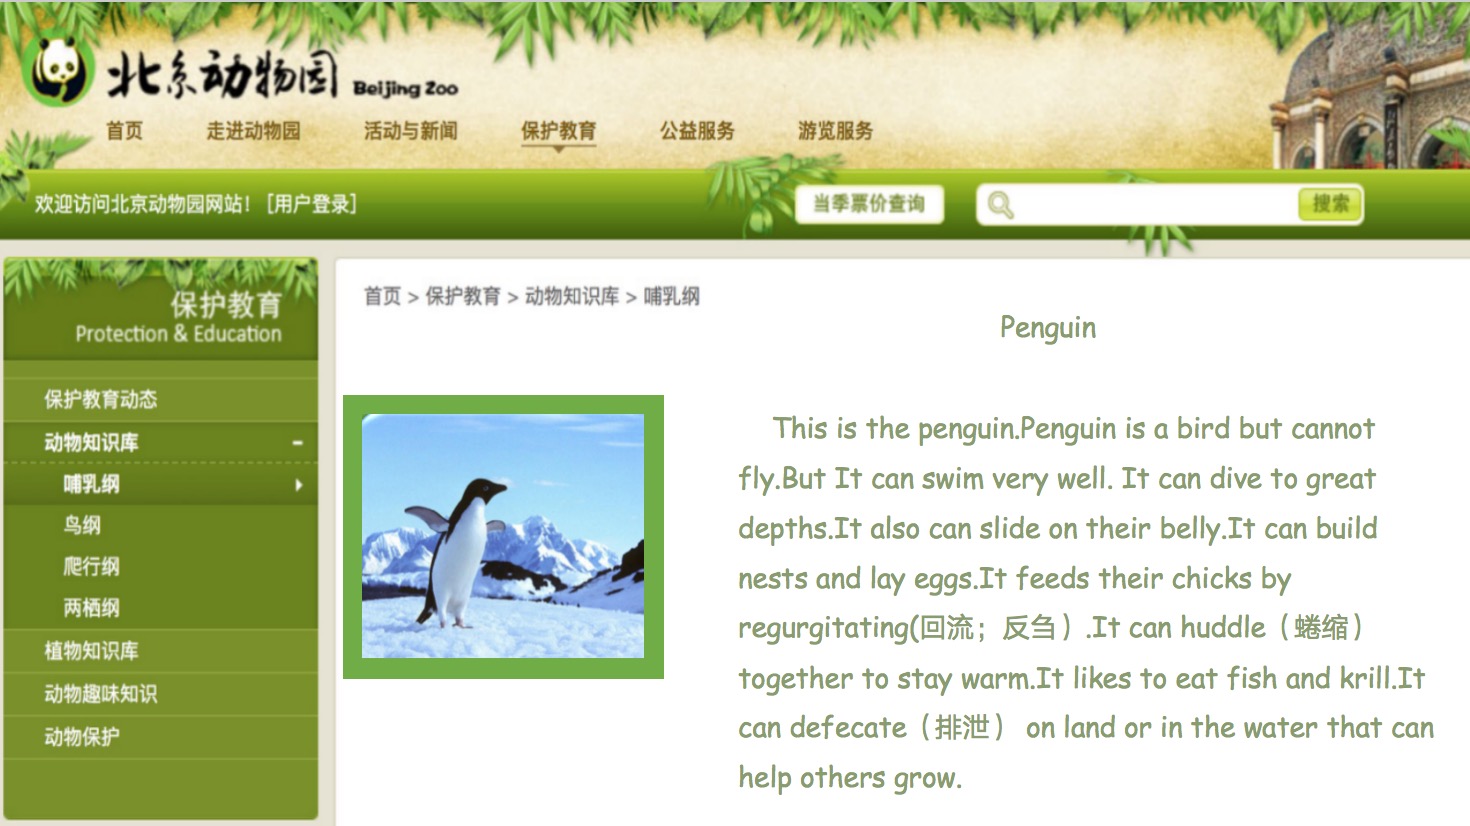 北京动物园 Beijing Zoo
首页 走进动物园 活动与新闻 保护教育 公益服务 游览服务
欢迎访问北京动物园网站！[用户登录] 当季票价查询 搜索
保护教育
Protection & Education
保护教育动态
动物知识库
哺乳纲
鸟纲
爬行纲
两栖纲
植物知识库
动物趣味知识
动物保护
首页 > 保护教育 > 动物知识库 > 哺乳纲
Penguin
This is the penguin.Penguin is a bird but cannot
fly.But It can swim very well. It can dive to great
depths.It also can slide on their belly.It can build
nests and lay eggs.It feeds their chicks by
regurgitating(回流；反刍）.It can huddle（蜷缩）
together to stay warm.It likes to eat fish and krill.It
can defecate（排泄） on land or in the water that can
help others grow.